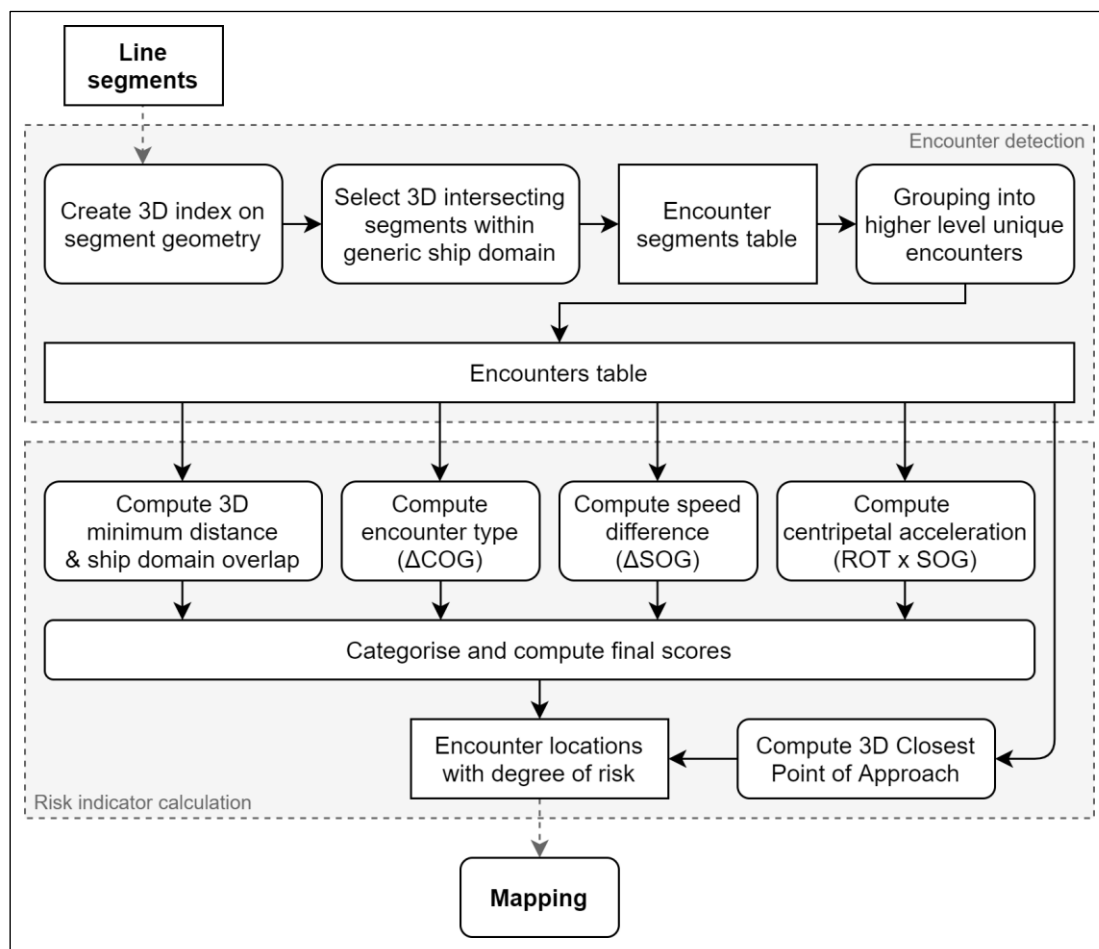 Line
segments
Encounter detection
Create 3D index on
segment geometry
Select 3D intersecting
segments within
generic ship domain
Encounter
segments table
Grouping into
higher level unique
encounters
Encounters table
Compute 3D
minimum distance
& ship domain overlap
Compute
encounter type
(ΔCOG)
Compute speed
difference
(ΔSOG)
Compute
centripetal acceleration
(ROT x SOG)
Categorise and compute final scores
Encounter locations
with degree of risk
Compute 3D Closest
Point of Approach
Risk indicator calculation
Mapping